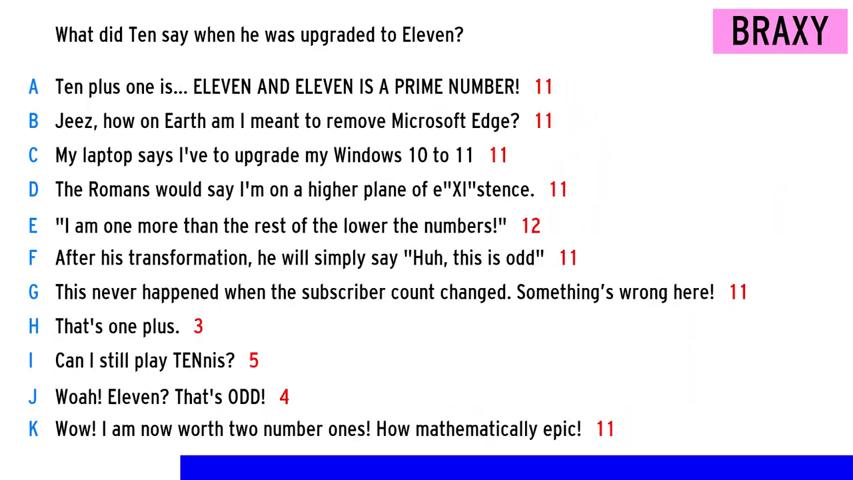 What did Ten say when he was upgraded to Eleven?
BRAXY
A Ten plus one is... ELEVEN AND ELEVEN IS A PRIME NUMBER! 11
B Jeez, how on Earth am I meant to remove Microsoft Edge? 11
C My laptop says I've to upgrade my Windows 10 to 11 11
D The Romans would say I'm on a higher plane of e"XI"stence. 11
E "I am one more than the rest of the lower the numbers!" 12
F After his transformation, he will simply say "Huh, this is odd" 11
G This never happened when the subscriber count changed. Something's wrong here! 11
H That's one plus. 3
I Can I still play TENnis? 5
J Woah! Eleven? That's ODD! 4
K Wow! I am now worth two number ones! How mathematically epic! 11